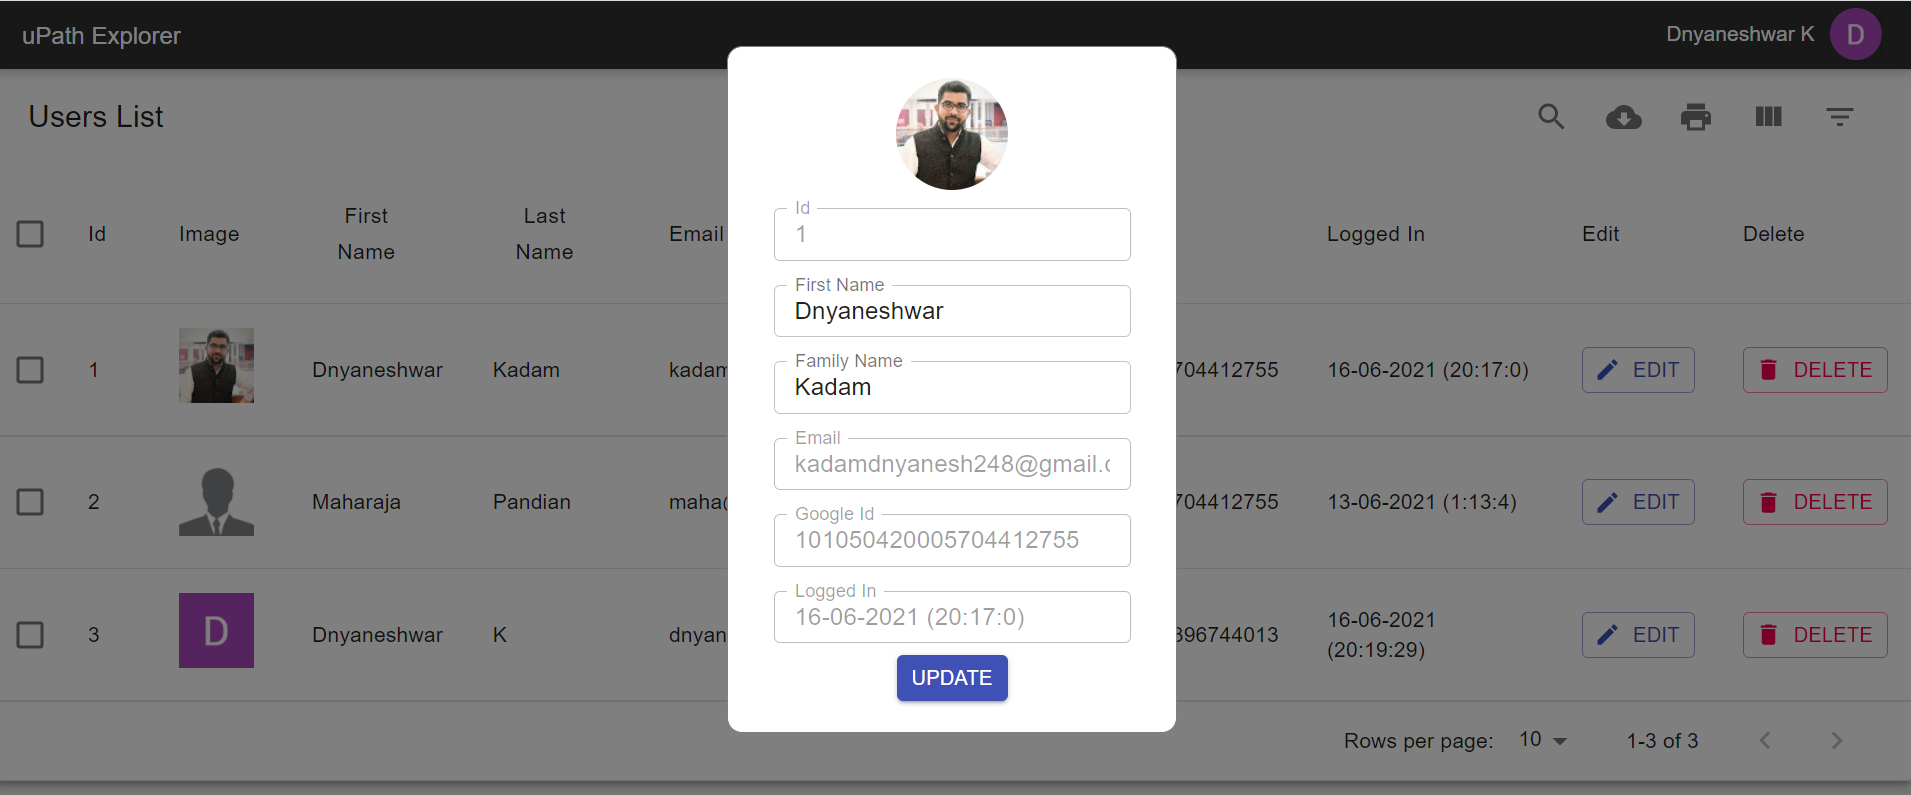 uPath Explorer
Dnyaneshwar K
D
Users List
Id
Image
First
Name
Last
Name
Email
Logged In
Edit
Delete
1
Dnyaneshwar
Kadam
kadam
704412755
16-06-2021 (20:17:0)
EDIT
DELETE
2
Maharaja
Pandian
maha
704412755
13-06-2021 (1:13:4)
EDIT
DELETE
3
D
Dnyaneshwar
K
dnyan
396744013
16-06-2021
(20:19:29)
EDIT
DELETE
Rows per page:
10
1-3 of 3
Id
1
First Name
Dnyaneshwar
Family Name
Kadam
Email
kadamdnyanesh248@gmail.c
Google Id
101050420005704412755
Logged In
16-06-2021 (20:17:0)
UPDATE